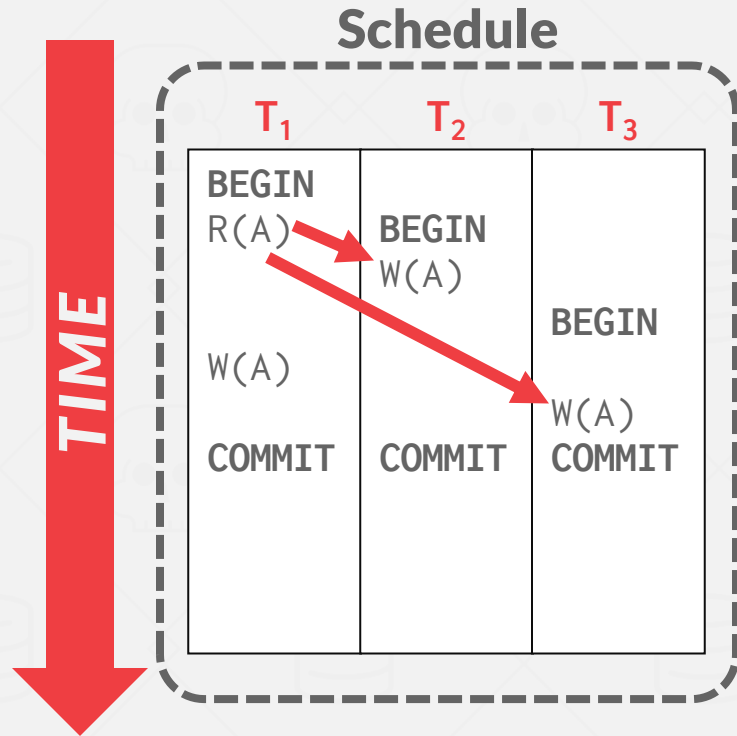 Schedule
TIME
T₁ T₂ T₃
BEGIN
R(A) BEGIN
W(A)
BEGIN
W(A)
W(A)
COMMIT COMMIT COMMIT